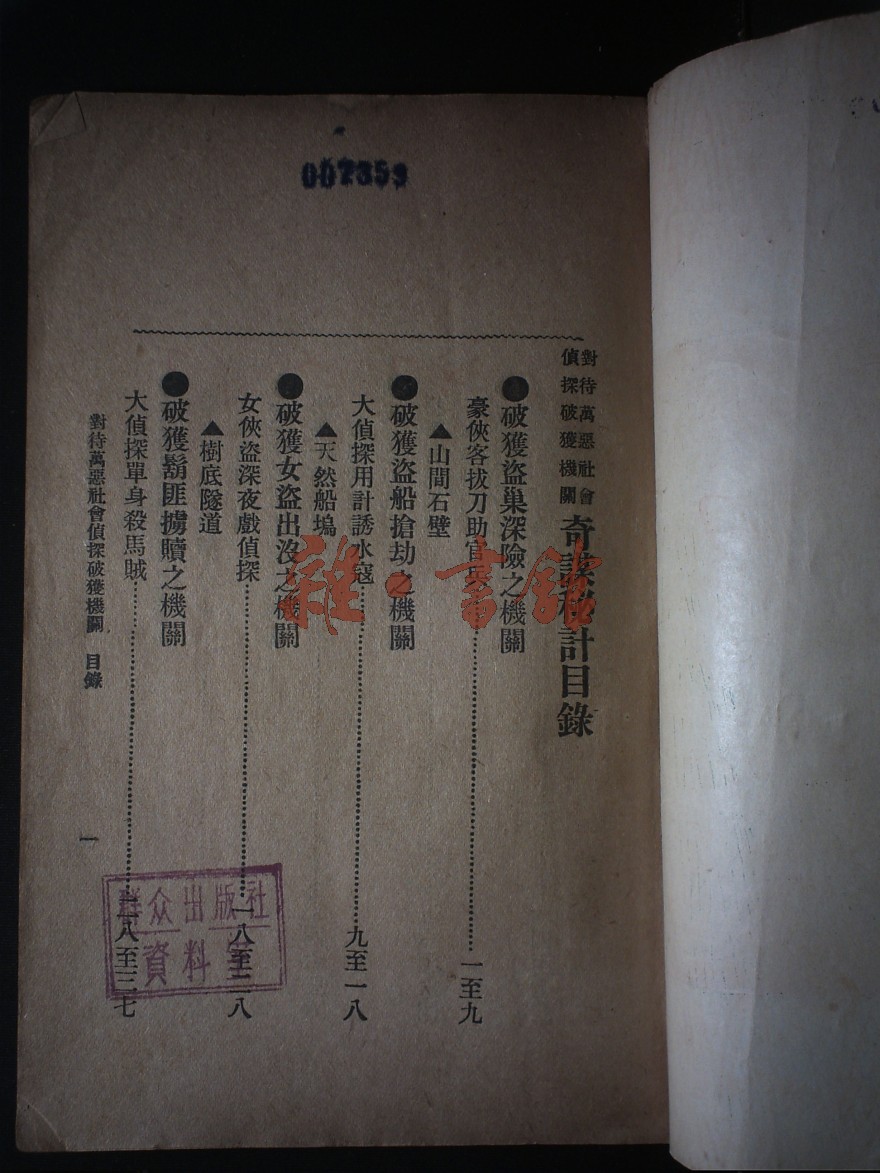 007359
對待萬惡社會
偵探破獲機關
奇謀秘計目錄
破獲盜巢深險之機關
豪俠客拔刀助官兵 一至九
▲山間石壁
破獲盜船搶劫之機關
大偵探用計誘水寇 九至一八
▲天然船塢
破獲女盜出沒之機關
女俠盜深夜戲偵探 一八至二八
▲樹底隧道
破獲鬍匪擄贖之機關
大偵探單身殺馬賊 二八至三七
對待萬惡社會偵探破獲機關 目錄
一
群众出版社
資料室
雜·書館